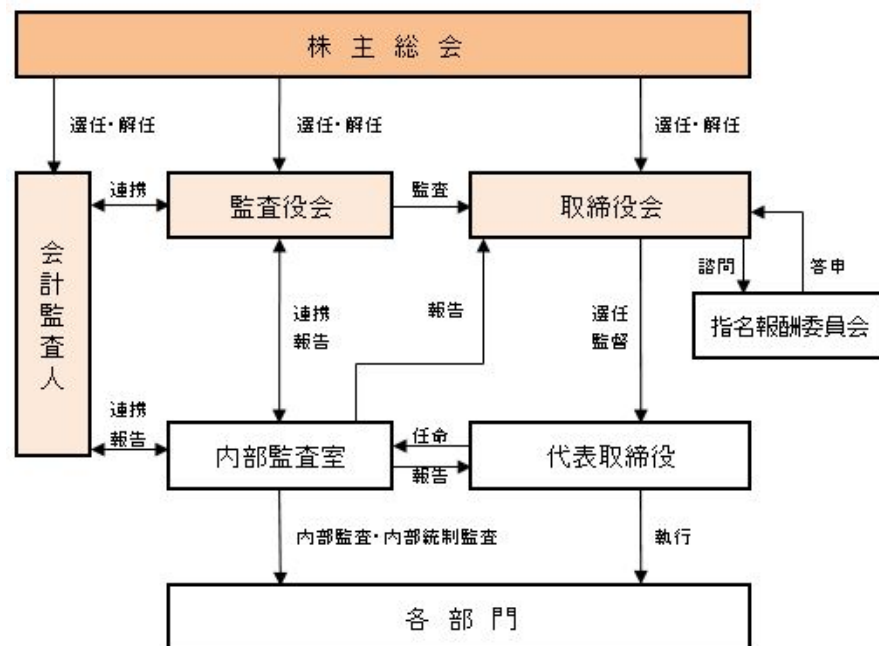 株主総会
選任・解任
選任・解任
選任・解任
連携
監査役会
監査
取締役会
会計監査人
諮問
答申
連携
報告
報告
選任
監督
指名報酬委員会
連携
報告
内部監査室
任命
報告
代表取締役
内部監査・内部統制監査
執行
各部門